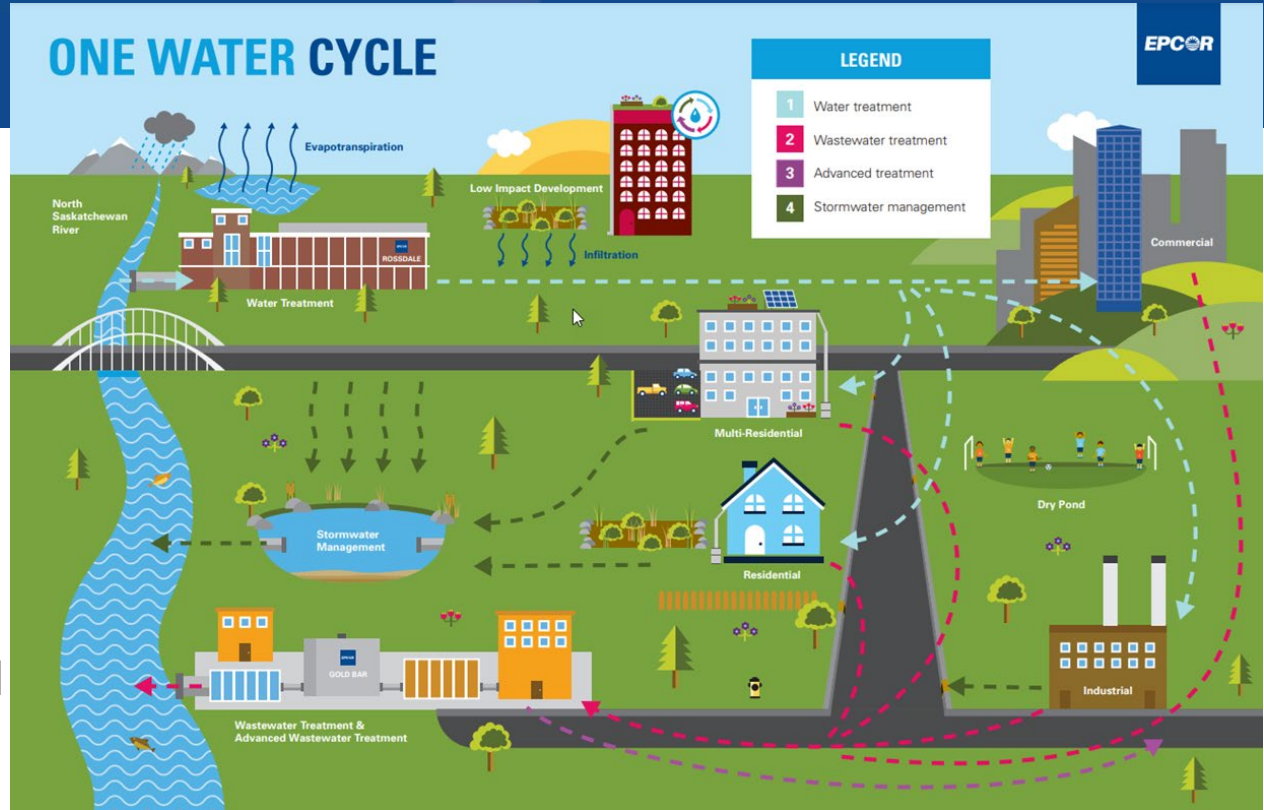 ONE WATER CYCLE
EPCOR
LEGEND
1 Water treatment
2 Wastewater treatment
3 Advanced treatment
4 Stormwater management
Evapotranspiration
North
Saskatchewan
River
Low Impact Development
Infiltration
ROSSDALE
Water Treatment
Commercial
Multi-Residential
Dry Pond
Stormwater
Management
Residential
EPCOR
GOLD BAR
Industrial
Wastewater Treatment &
Advanced Wastewater Treatment